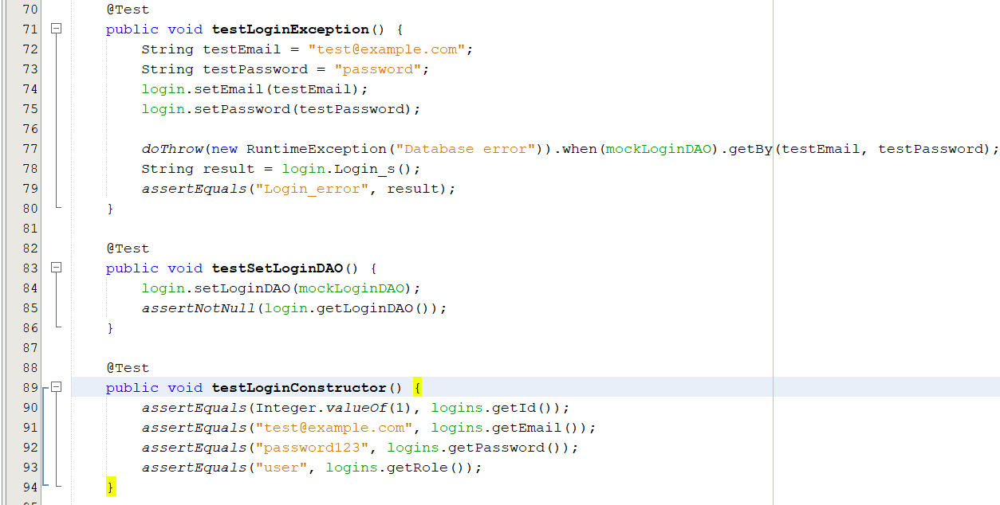 70 @Test
71 public void testLoginException() {
72 String testEmail = "test@example.com";
73 String testPassword = "password";
74 login.setEmail(testEmail);
75 login.setPassword(testPassword);
76
77 doThrow(new RuntimeException("Database error")).when(mockLoginDAO).getBy(testEmail, testPassword);
78 String result = login.Login_s();
79 assertEquals("Login_error", result);
80 }
81
82 @Test
83 public void testSetLoginDAO() {
84 login.setLoginDAO(mockLoginDAO);
85 assertNotNull(login.getLoginDAO());
86 }
87
88 @Test
89 public void testLoginConstructor() {
90 assertEquals(Integer.valueOf(1), logins.getId());
91 assertEquals("test@example.com", logins.getEmail());
92 assertEquals("password123", logins.getPassword());
93 assertEquals("user", logins.getRole());
94 }